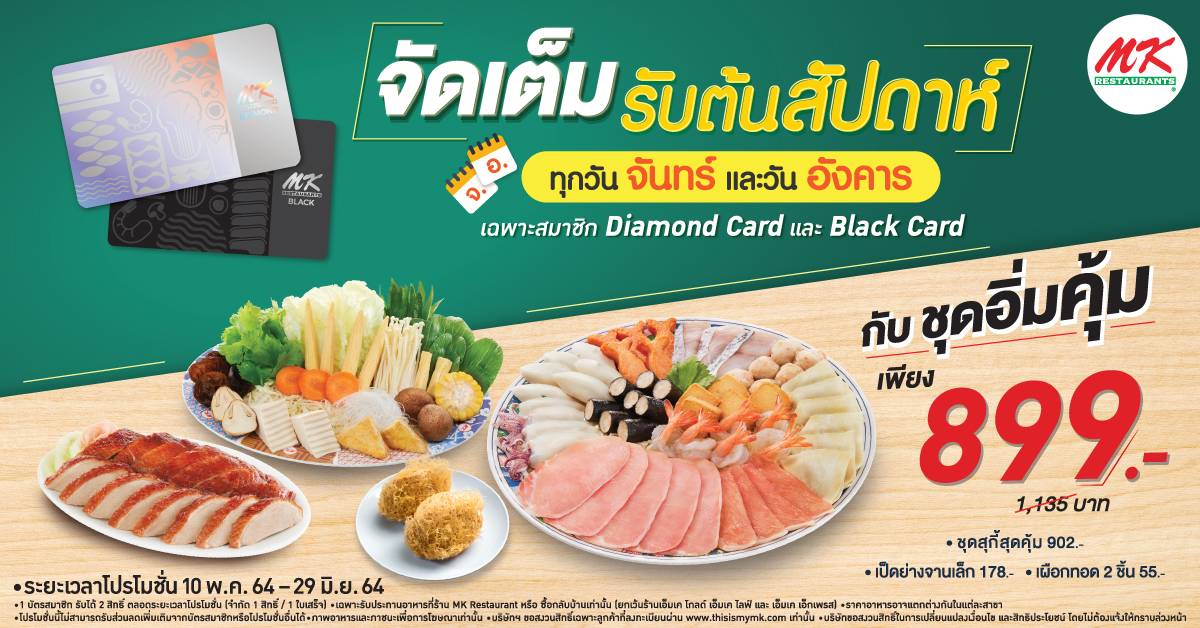 MK
RESTAURANTS
MK
RESTAURANTS
BLACK
จัดเต็ม รับต้นสัปดาห์
MK
RESTAURANTS
จ. อ.
ทุกวัน จันทร์ และวัน อังคาร
เฉพาะสมาชิก Diamond Card และ Black Card
กับ ชุดอิ่มคุ้ม
เพียง
899.-
1,135 บาท
• ชุดสุกี้สุดคุ้ม 902.-
• เป็ดย่างจานเล็ก 178.- • เผือกทอด 2 ชิ้น 55.-
• ระยะเวลาโปรโมชั่น 10 พ.ค. 64 – 29 มิ.ย. 64
• 1 บัตรสมาชิก รับได้ 2 สิทธิ์ ตลอดระยะเวลาโปรโมชั่น (จำกัด 1 สิทธิ์ / 1 ใบเสร็จ) • เฉพาะรับประทานอาหารที่ร้าน MK Restaurant หรือ ซื้อกลับบ้านเท่านั้น (ยกเว้นร้านเอ็มเค โกลด์ เอ็มเค ไลฟ์ และ เอ็มเค เอ็กเพรส) • ราคาอาหารอาจแตกต่างกันในแต่ละสาขา
• โปรโมชั่นนี้ไม่สามารถรับส่วนลดเพิ่มเติมจากบัตรสมาชิกหรือโปรโมชั่นอื่นได้ • ภาพอาหารและภาชนะเพื่อการโฆษณาเท่านั้น • บริษัทฯ ขอสงวนสิทธิ์เฉพาะลูกค้าที่ลงทะเบียนผ่าน www.thisismymk.com เท่านั้น • บริษัทขอสงวนสิทธิ์ในการเปลี่ยนแปลงเงื่อนไข และสิทธิประโยชน์ โดยไม่ต้องแจ้งให้ทราบล่วงหน้า